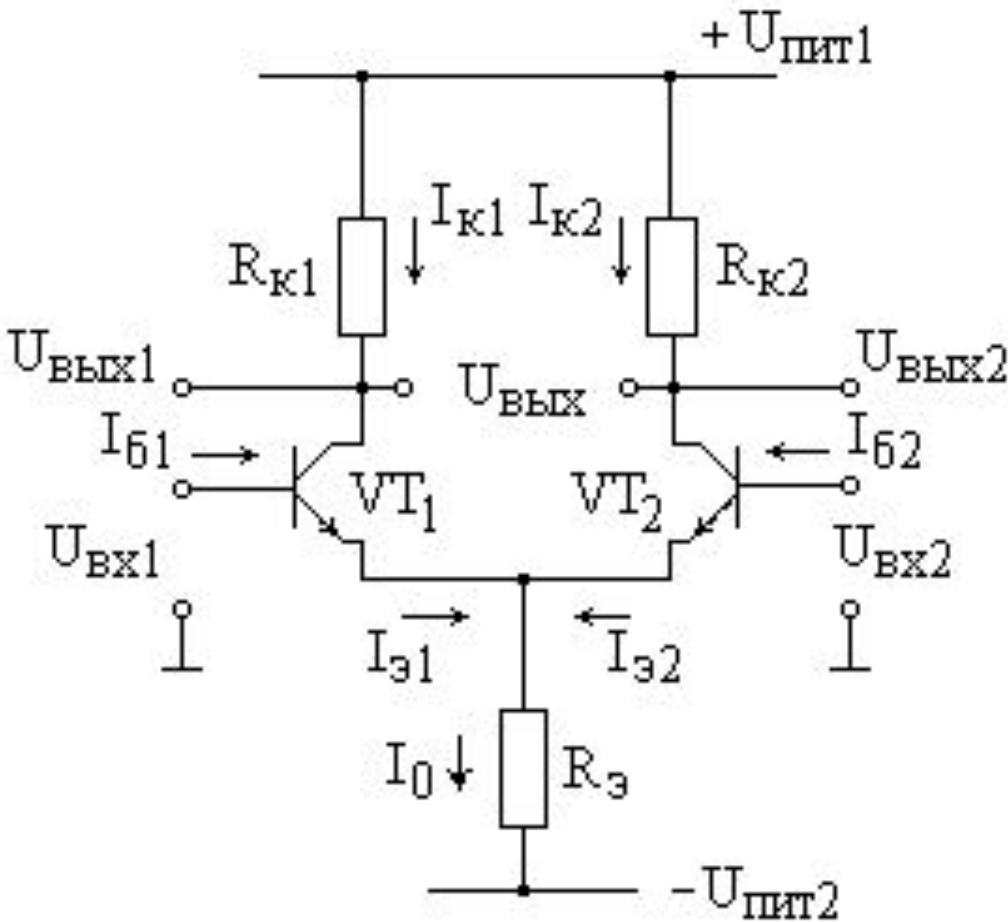 + Uпит1
Iк1 Iк2
Rк1 Rк2
Uвых1 Uвых Uвых2
Iб1 Iб2
VT1 VT2
Uвх1 Uвх2
Iэ1 Iэ2
I0 Rэ
- Uпит2